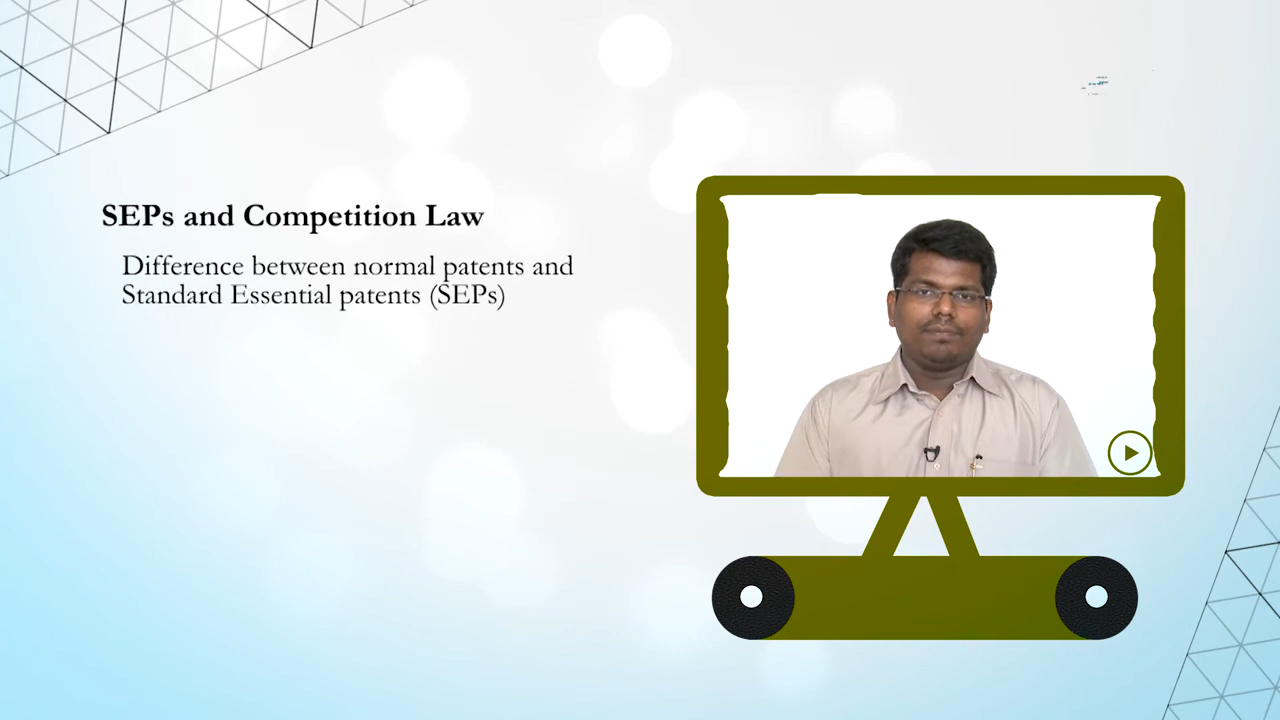 SEPs and Competition Law
Difference between normal patents and
Standard Essential patents (SEPs)